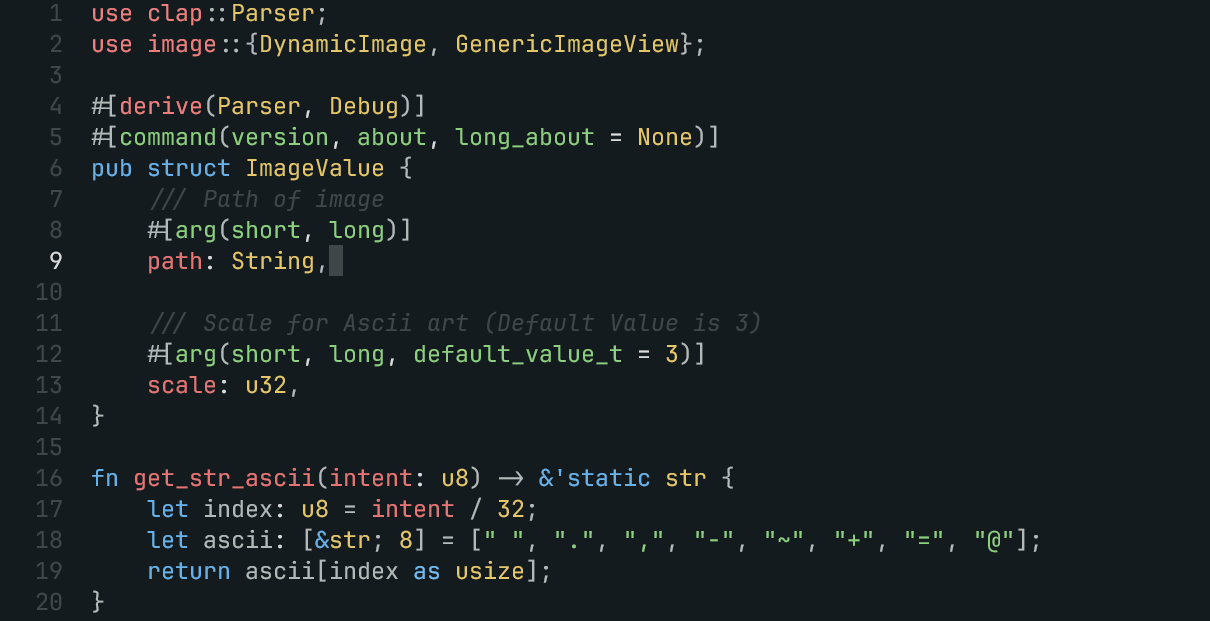 1 use clap::Parser;
2 use image::{DynamicImage, GenericImageView};
3
4 #[derive(Parser, Debug)]
5 #[command(version, about, long_about = None)]
6 pub struct ImageValue {
7     /// Path of image
8     #[arg(short, long)]
9     path: String,
10
11     /// Scale for Ascii art (Default Value is 3)
12     #[arg(short, long, default_value_t = 3)]
13     scale: u32,
14 }
15
16 fn get_str_ascii(intent: u8) -> &'static str {
17     let index: u8 = intent / 32;
18     let ascii: [&str; 8] = [" ", ".", ",", "-", "~", "+", "=", "@"];
19     return ascii[index as usize];
20 }